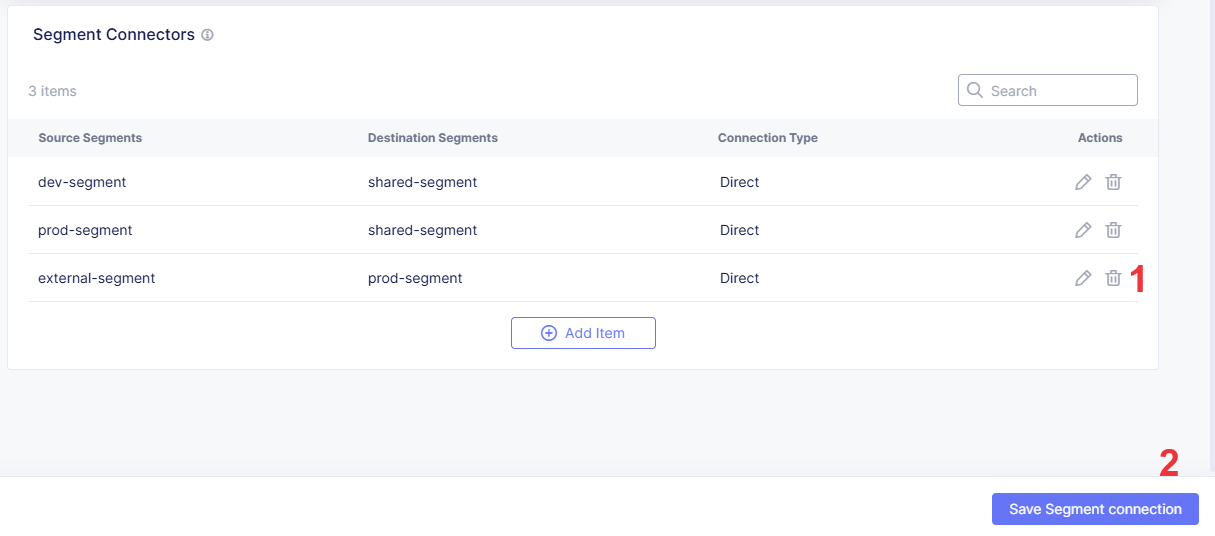 Segment Connectors
3 items
Search
Source Segments Destination Segments Connection Type Actions
dev-segment shared-segment Direct
prod-segment shared-segment Direct
external-segment prod-segment Direct 1
Add Item
2
Save Segment connection